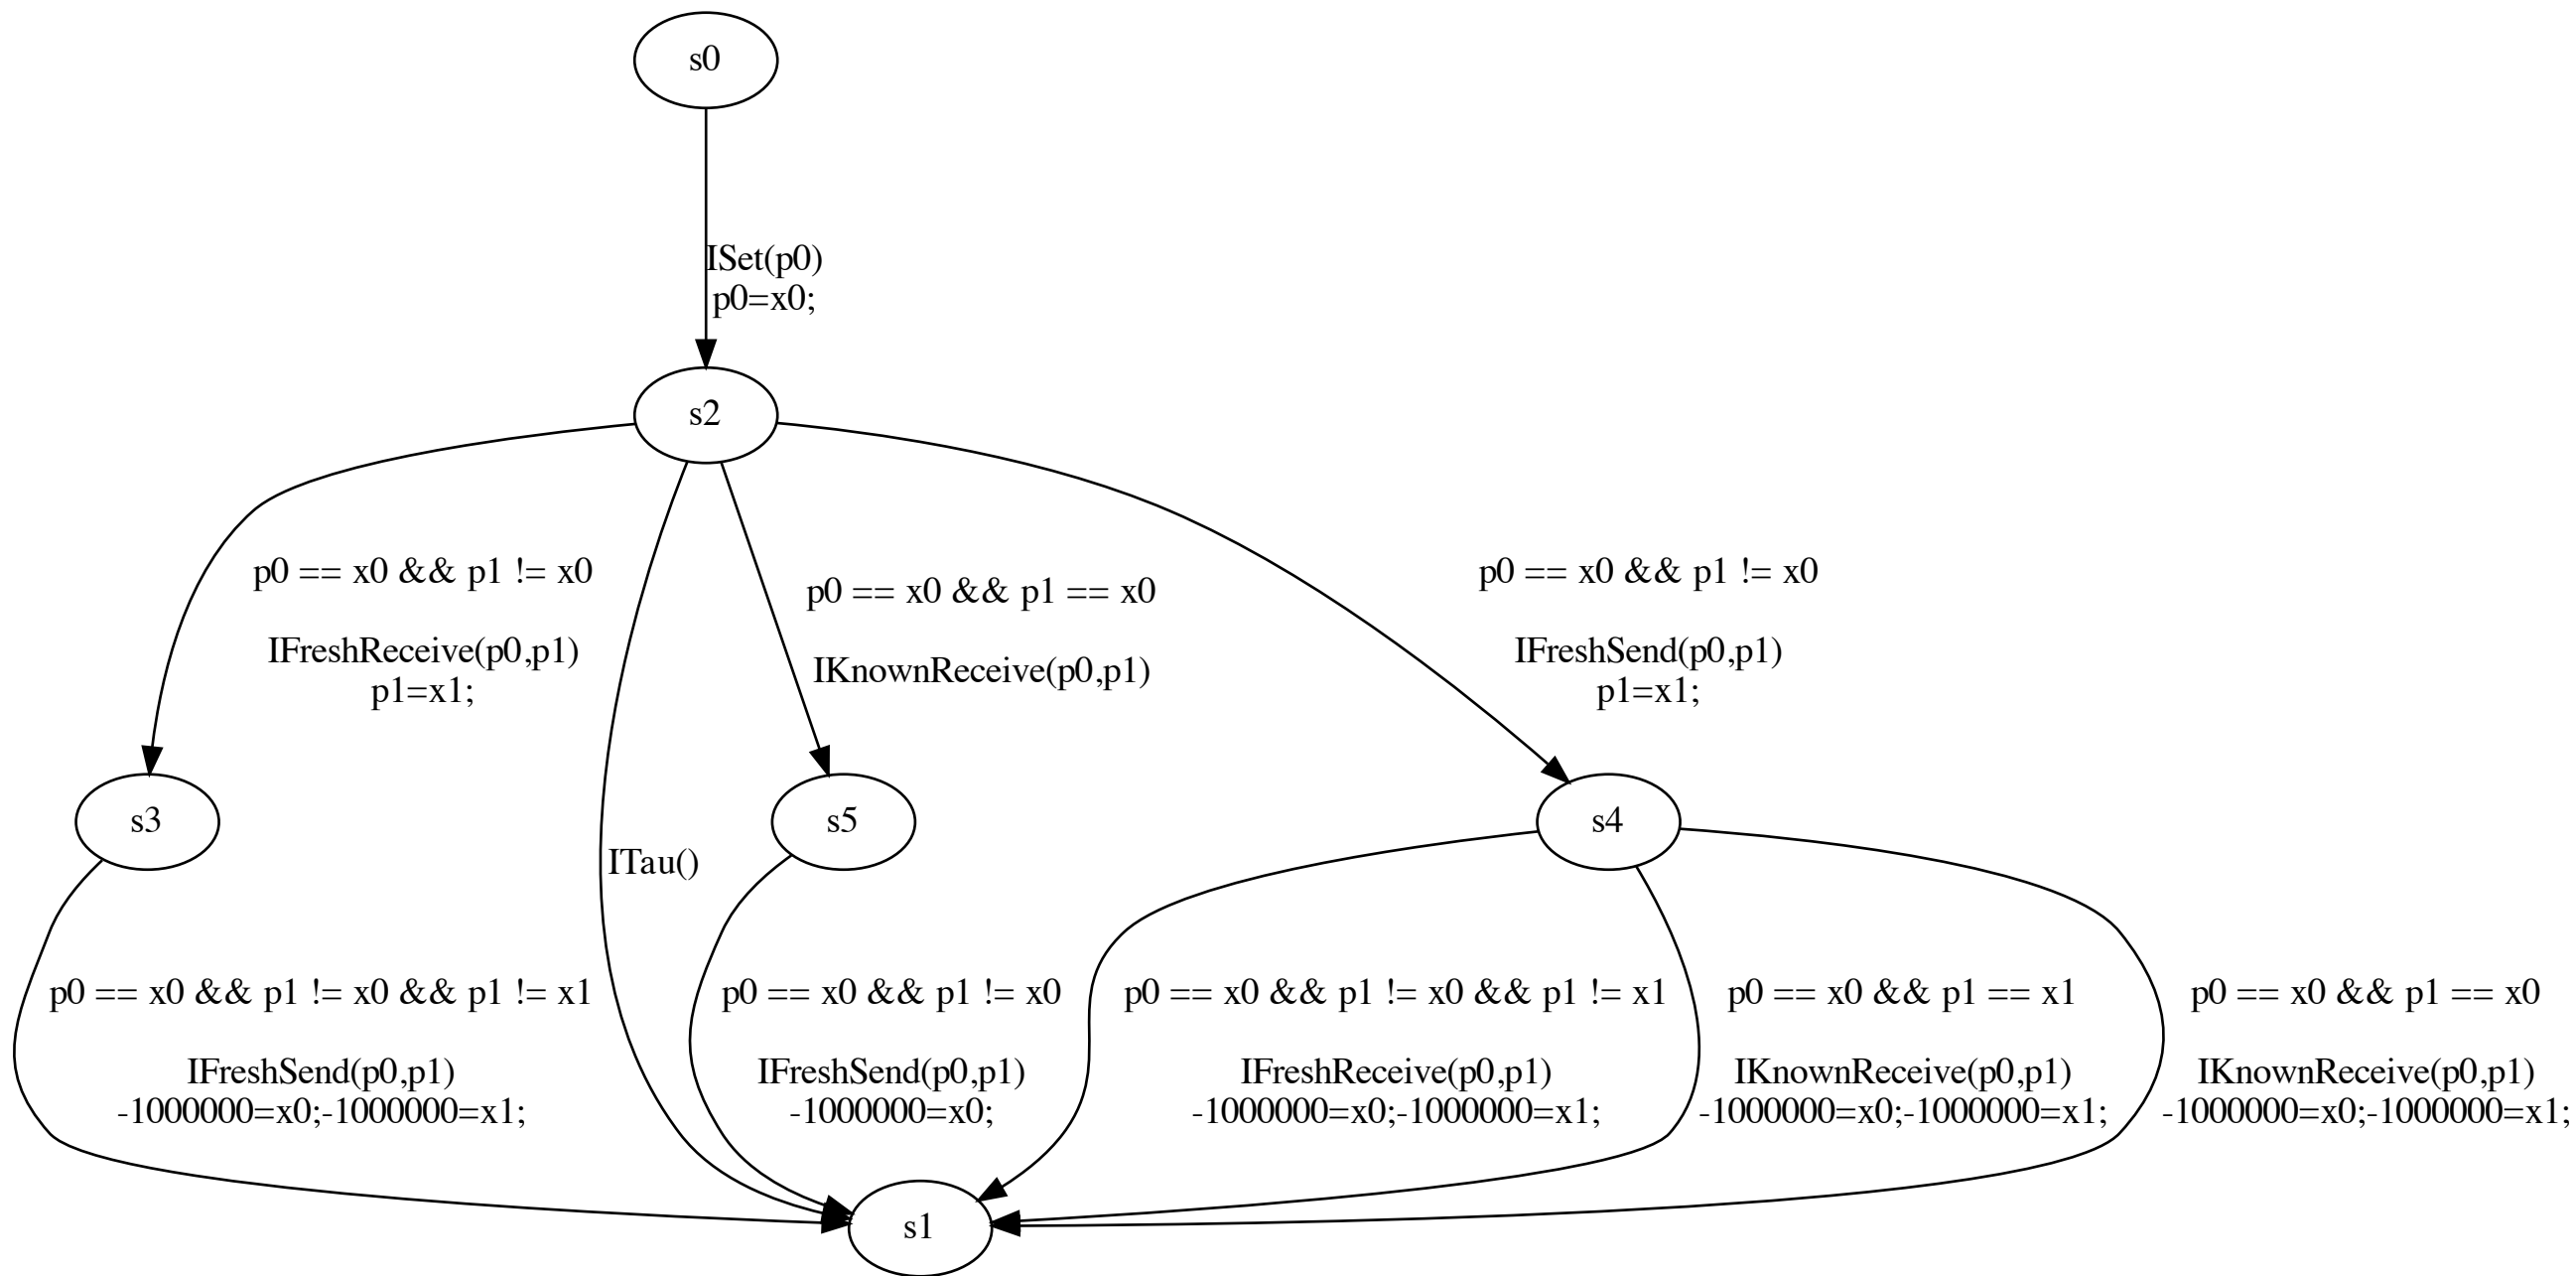 s0
ISet(p0)
p0=x0;
s2
p0 == x0 && p1 != x0
IFreshReceive(p0,p1)
p1=x1;
p0 == x0 && p1 == x0
IKnownReceive(p0,p1)
p0 == x0 && p1 != x0
IFreshSend(p0,p1)
p1=x1;
s3
ITau()
s5
s4
p0 == x0 && p1 != x0 && p1 != x1
IFreshSend(p0,p1)
-1000000=x0;-1000000=x1;
p0 == x0 && p1 != x0
IFreshSend(p0,p1)
-1000000=x0;
p0 == x0 && p1 != x0 && p1 != x1
IFreshReceive(p0,p1)
-1000000=x0;-1000000=x1;
p0 == x0 && p1 == x1
IKnownReceive(p0,p1)
-1000000=x0;-1000000=x1;
p0 == x0 && p1 == x0
IKnownReceive(p0,p1)
-1000000=x0;-1000000=x1;
s1